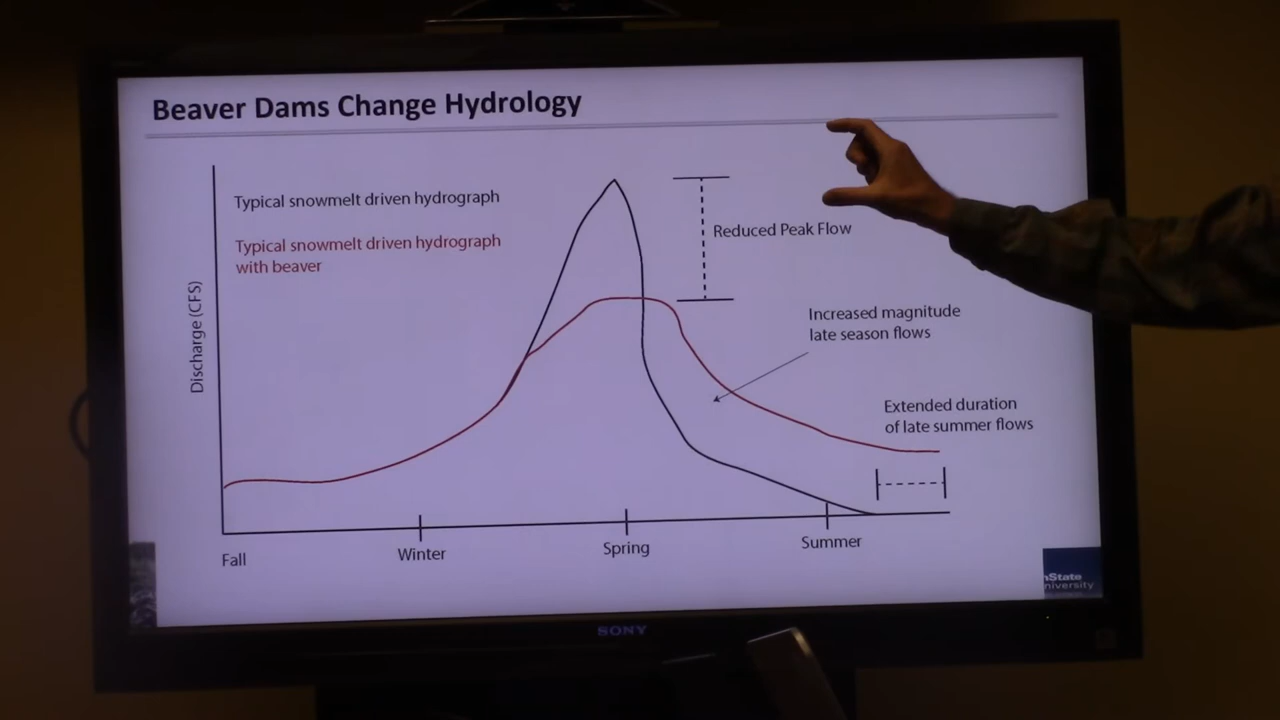 Beaver Dams Change Hydrology
Typical snowmelt driven hydrograph
Typical snowmelt driven hydrograph
with beaver
Discharge (CFS)
Reduced Peak Flow
Increased magnitude
late season flows
Extended duration
of late summer flows
Fall
Winter
Spring
Summer
State
SONY